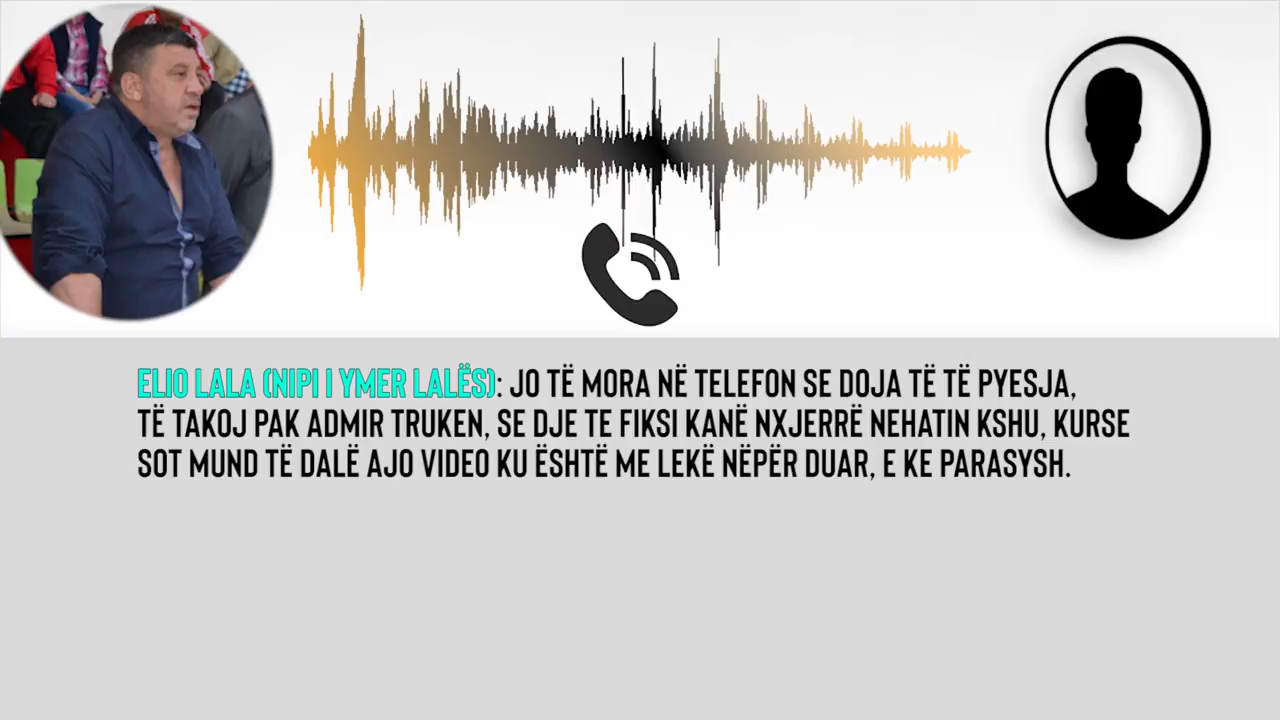 ELIO LALA (NIPI I YMER LALËS): JO TË MORA NË TELEFON SE DOJA TË TË PYESJA,
TË TAKOJ PAK ADMIR TRUKEN, SE DJE TE FIKSI KANË NXJERRË NEHATIN KSHU, KURSE
SOT MUND TË DALË AJO VIDEO KU ËSHTË ME LEKË NËPËR DUAR, E KE PARASYSH.